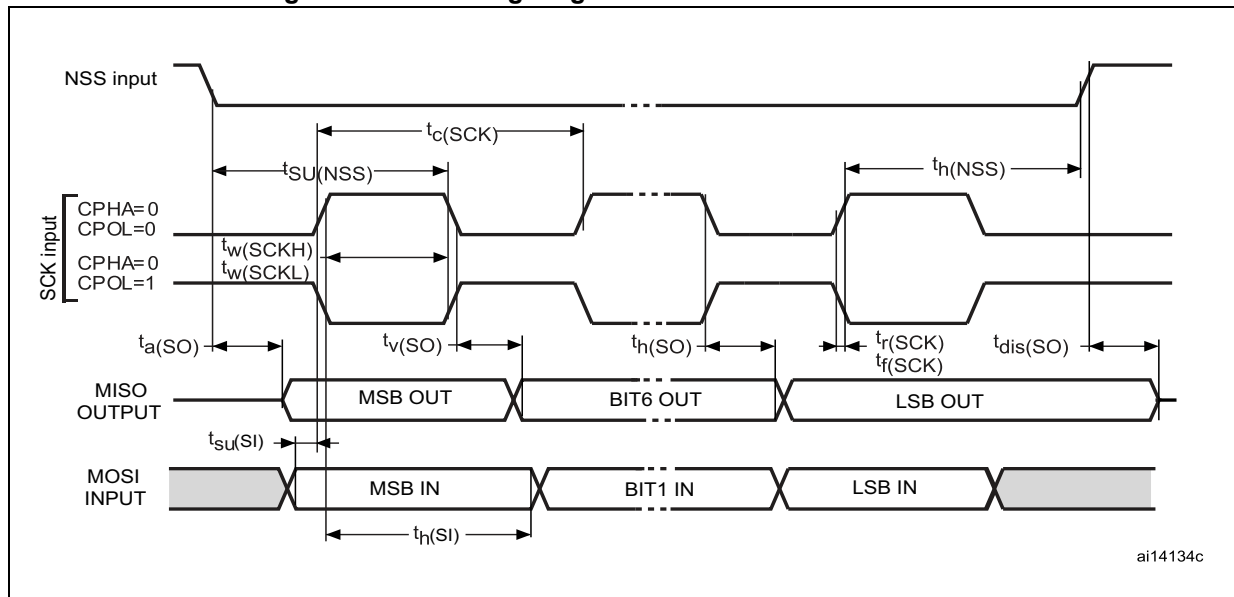 NSS input
tc(SCK)
tSU(NSS)
th(NSS)
SCK input
CPHA=0
CPOL=0
tw(SCKH)
CPHA=0
tw(SCKL)
CPOL=1
ta(SO)
tv(SO)
th(SO)
tr(SCK)
tf(SCK)
tdis(SO)
MISO
OUTPUT
MSB OUT
BIT6 OUT
LSB OUT
tsu(SI)
MOSI
INPUT
MSB IN
BIT1 IN
LSB IN
th(SI)
ai14134c